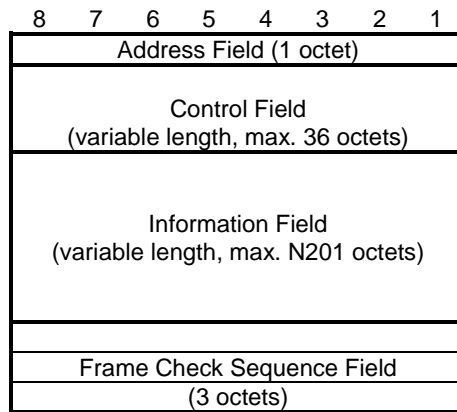 8 7 6 5 4 3 2 1
Address Field (1 octet)
Control Field
(variable length, max. 36 octets)
Information Field
(variable length, max. N201 octets)
Frame Check Sequence Field
(3 octets)